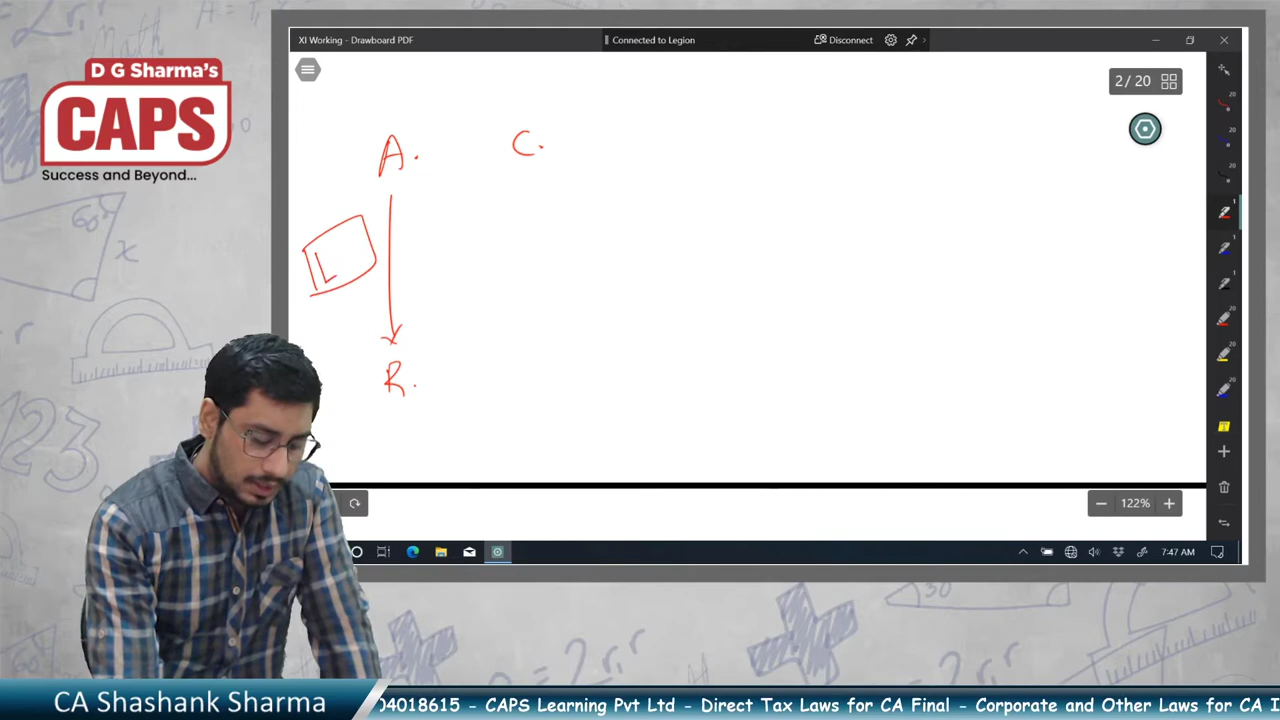 D G Sharma's
CAPS
Success and Beyond...
XI Working - Drawboard PDF
Connected to Legion
Disconnect
2 / 20
A.
C.
L
R.
122%
7:47 AM
CA Shashank Sharma
04018615 – CAPS Learning Pvt Ltd – Direct Tax Laws for CA Final – Corporate and Other Laws for CA I